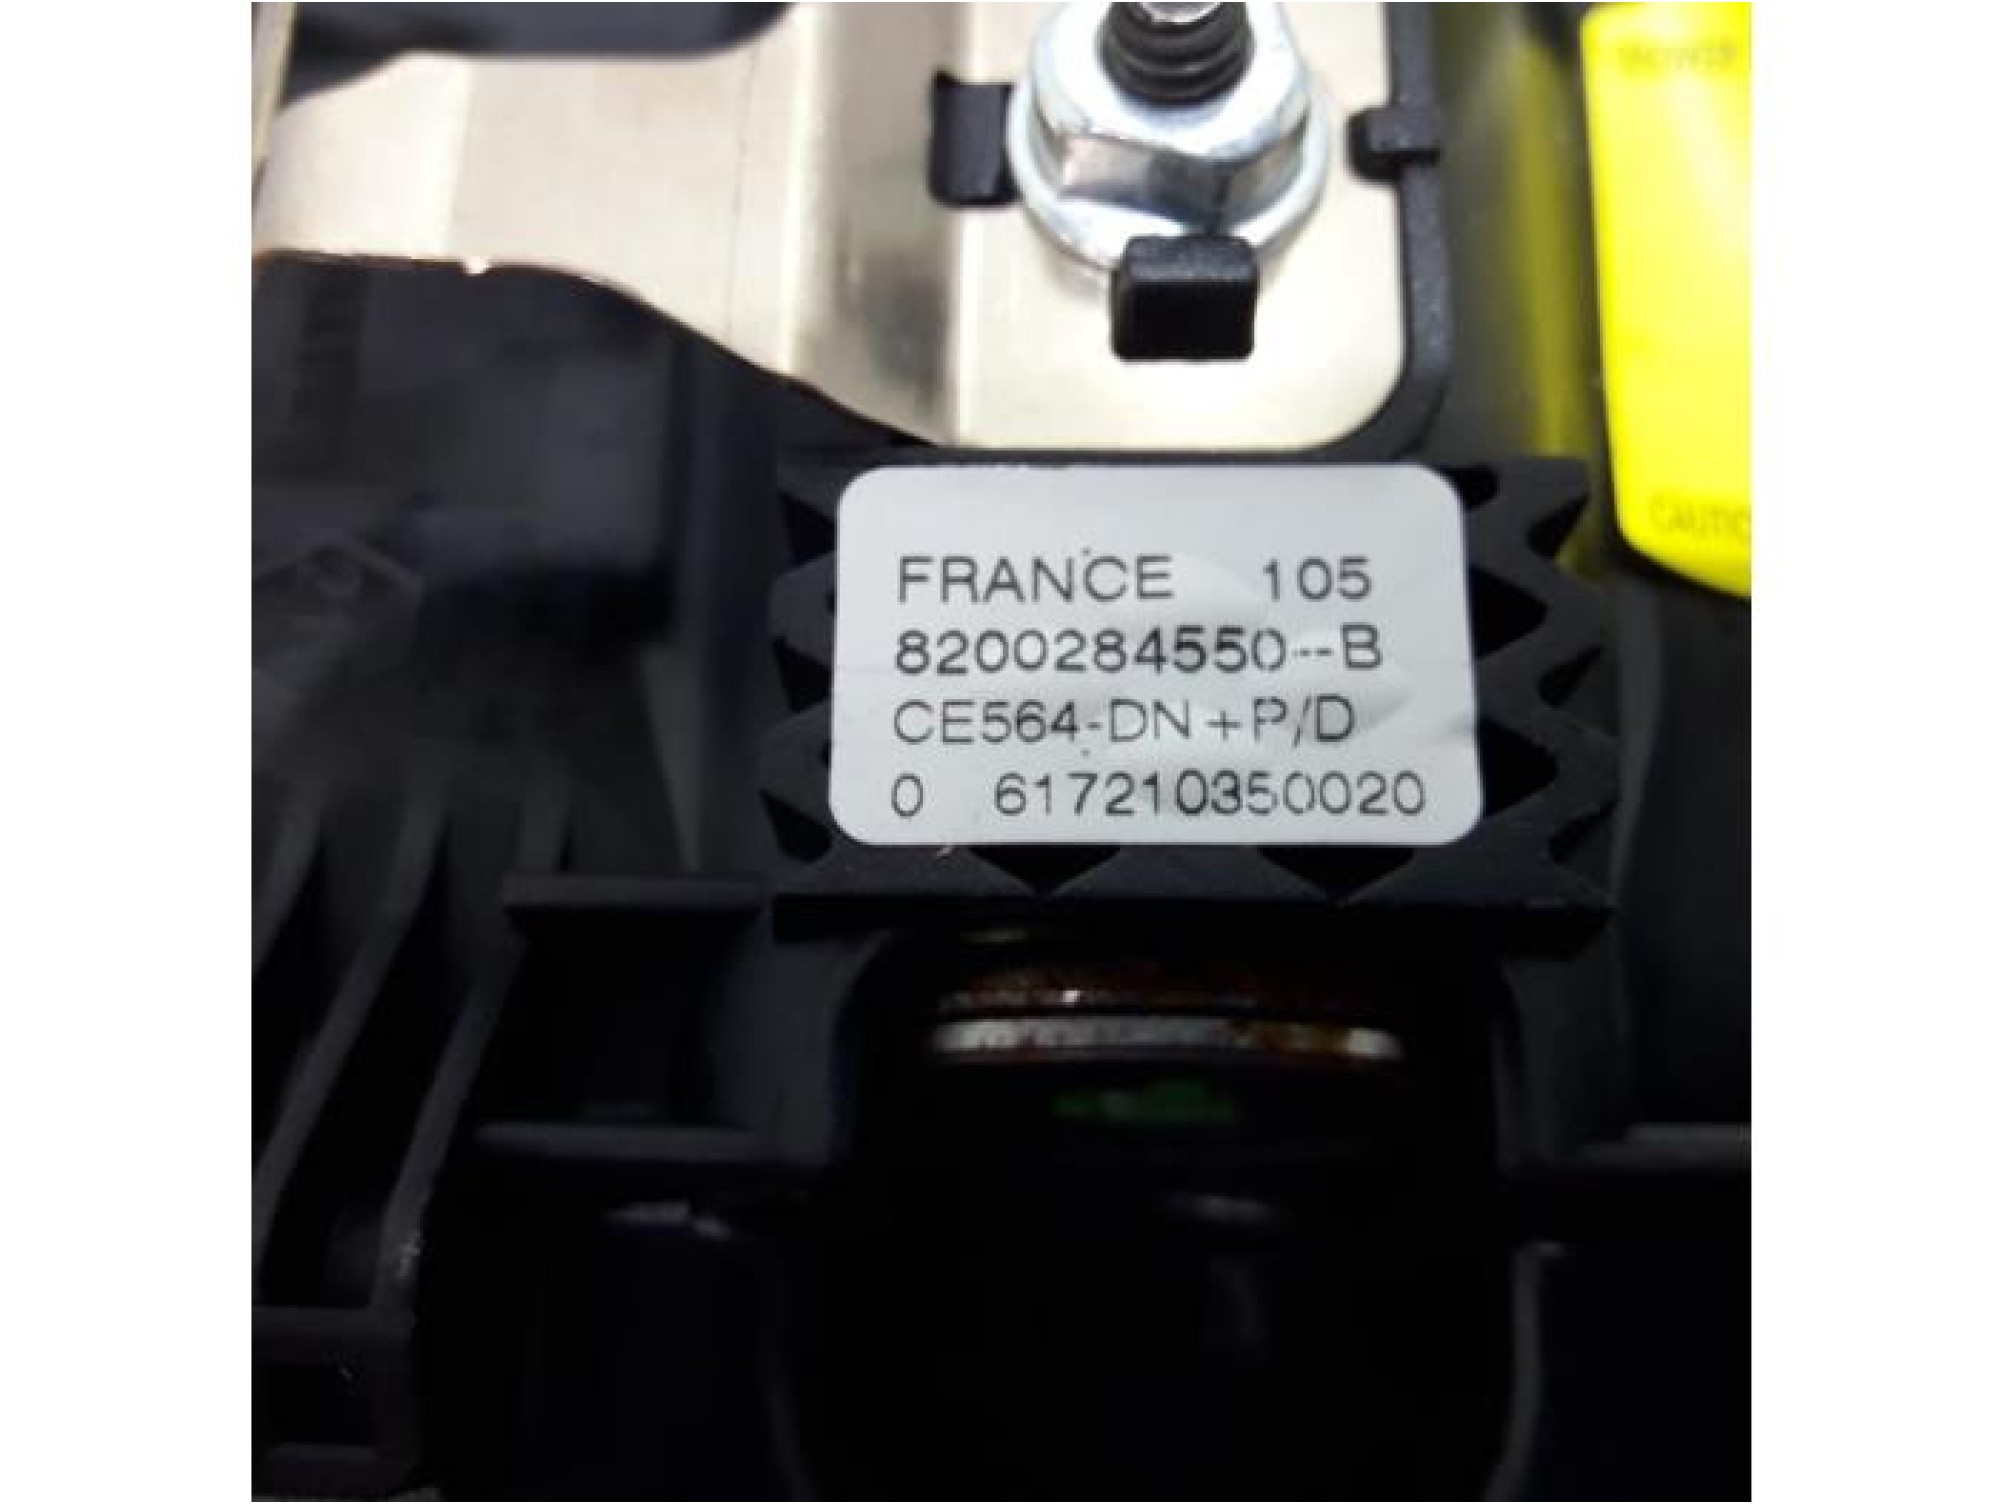 FRANCE 105
8200284550--B
CE564-DN+P/D
0 617210350020